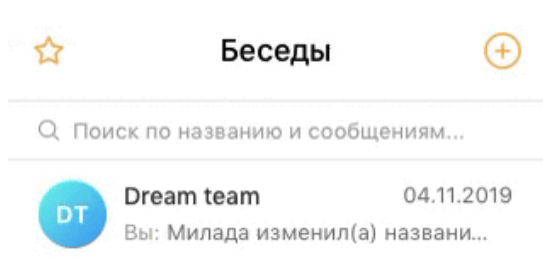 Беседы
Поиск по названию и сообщениям...
Dream team 04.11.2019
DT
Вы: Милада изменил(а) названи...